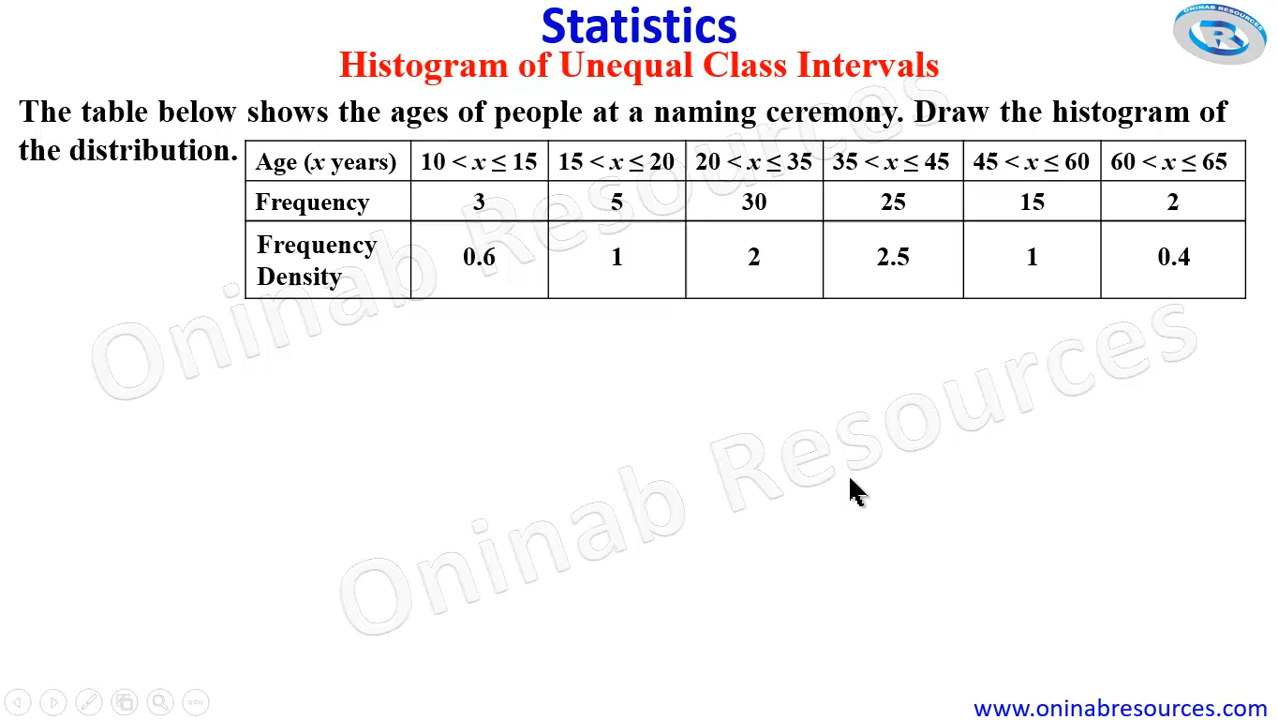 Statistics
ONINAB RESOURCES
R
Histogram of Unequal Class Intervals
The table below shows the ages of people at a naming ceremony. Draw the histogram of
the distribution.
Age (x years) 10 < x ≤ 15 15 < x ≤ 20 20 < x ≤ 35 35 < x ≤ 45 45 < x ≤ 60 60 < x ≤ 65
Frequency 3 5 30 25 15 2
Frequency
Density 0.6 1 2 2.5 1 0.4
Oninab Resources
Oninab Resources
www.oninabresources.com